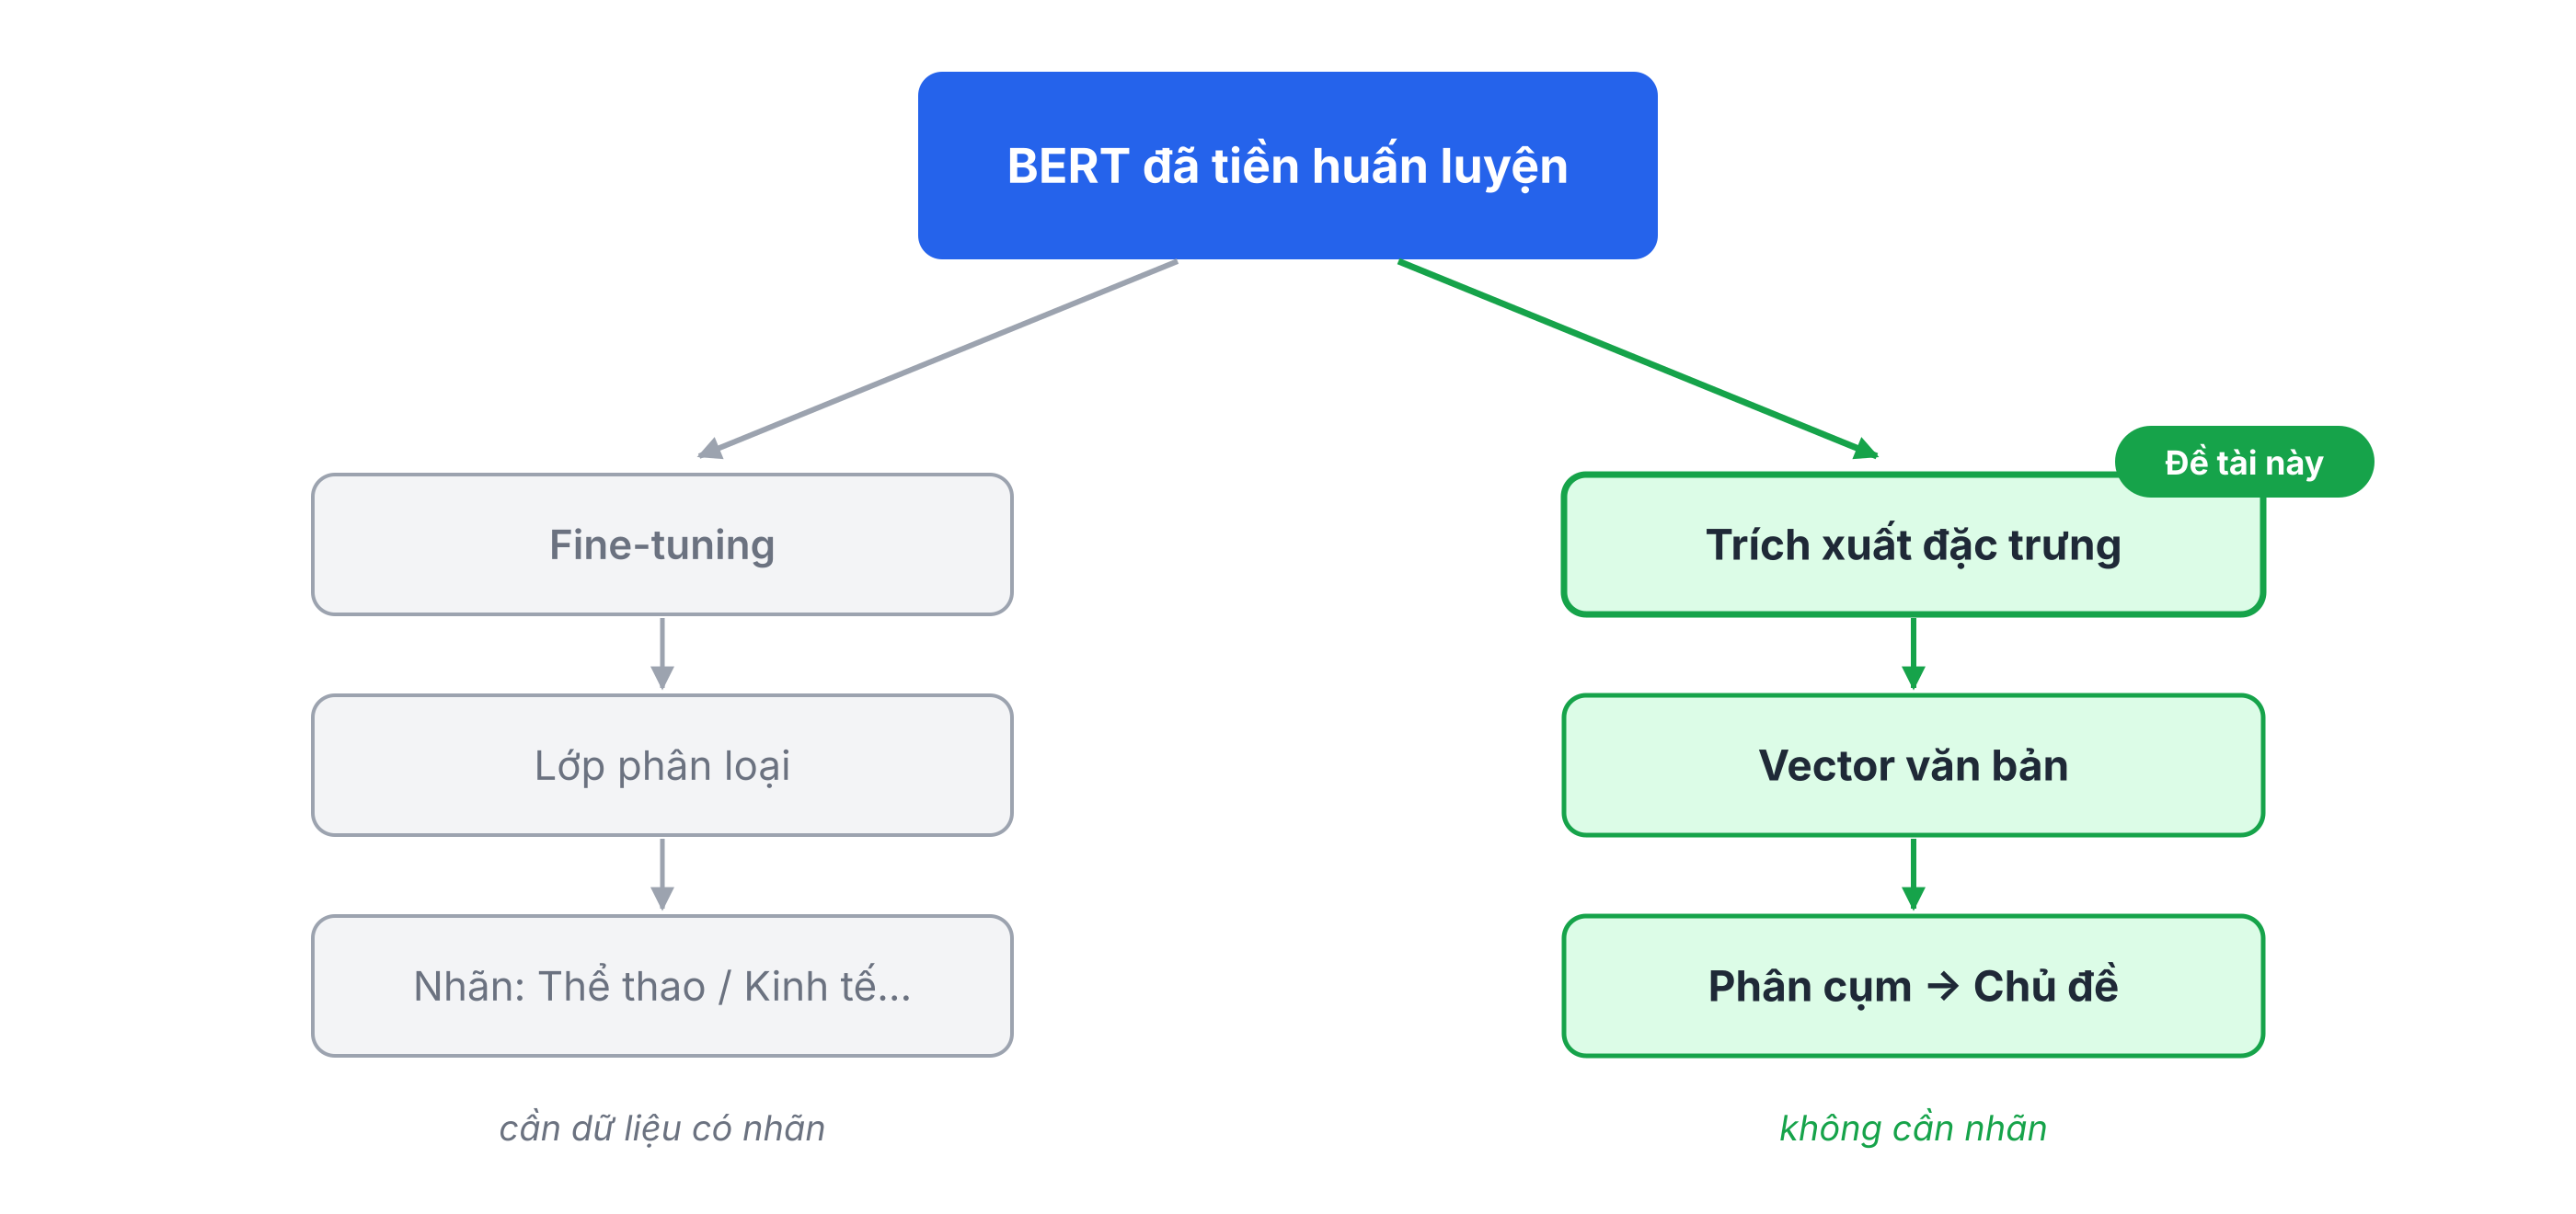 BERT đã tiền huấn luyện
Đề tài này
Fine-tuning
Trích xuất đặc trưng
Lớp phân loại
Vector văn bản
Nhãn: Thể thao / Kinh tế...
Phân cụm → Chủ đề
cần dữ liệu có nhãn
không cần nhãn